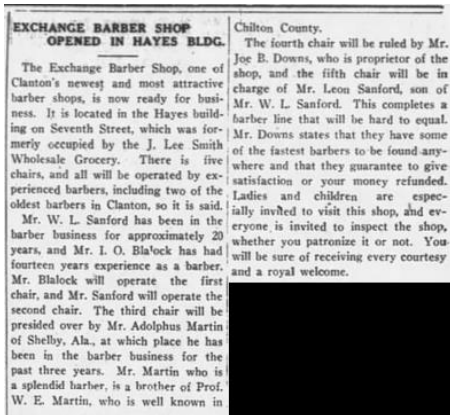 EXCHANGE BARBER SHOP
OPENED IN HAYES BLDG.
The Exchange Barber Shop, one of
Clanton's newest and most attractive
barber shops, is now ready for busi-
ness. It is located in the Hayes build-
ing on Seventh Street, which was for-
merly occupied by the J. Lee Smith
Wholesale Grocery. There is five
chairs, and all will be operated by ex-
perienced barbers, including two of the
oldest barbers in Clanton, so it is said.
Mr. W. L. Sanford has been in the
barber business for approximately 20
years, and Mr. I. O. Blalock has had
fourteen years experience as a barber.
Mr. Blalock will operate the first
chair, and Mr. Sanford will operate the
second chair. The third chair will be
presided over by Mr. Adolphus Martin
of Shelby, Ala., at which place he has
been in the barber business for the
past three years. Mr. Martin who is
a splendid barber, is a brother of Prof.
W. E. Martin, who is well known in
Chilton County.
The fourth chair will be ruled by Mr.
Joe B. Downs, who is proprietor of the
shop, and the fifth chair will be in
charge of Mr. Leon Sanford, son of
Mr. W. L. Sanford. This completes a
barber line that will be hard to equal.
Mr. Downs states that they have some
of the fastest barbers to be found any-
where and that they guarantee to give
satisfaction or your money refunded.
Ladies and children are espec-
ially invited to visit this shop, and ev-
eryone is invited to inspect the shop,
whether you patronize it or not. You
will be sure of receiving every courtesy
and a royal welcome.